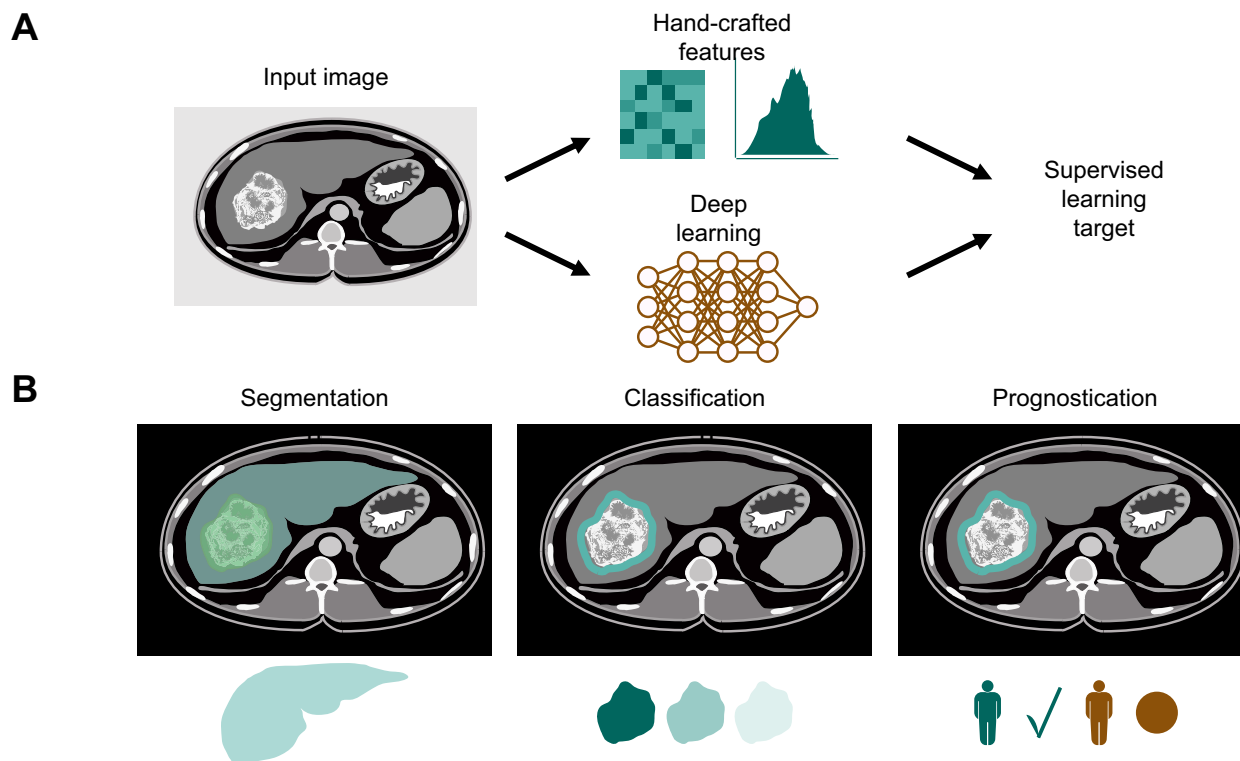 A
Hand-crafted
features
Input image
Supervised
learning
target
Deep
learning
B
Segmentation
Classification
Prognostication